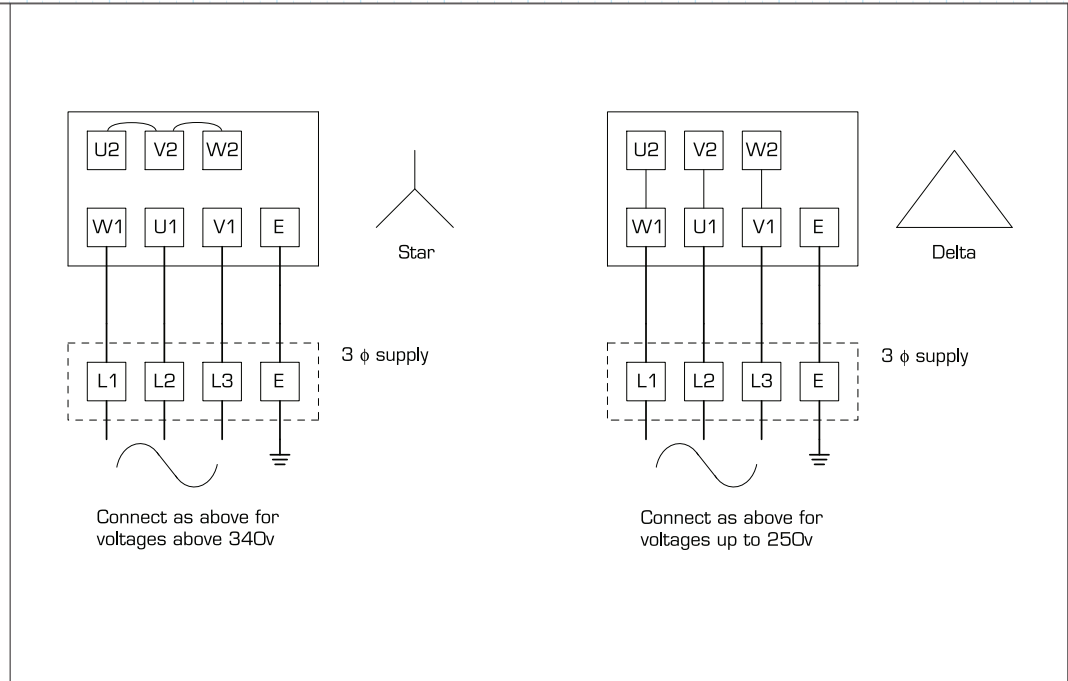 U2 V2 W2
W1 U1 V1 E
Star
3 ϕ supply
L1 L2 L3 E
Connect as above for
voltages above 340v
U2 V2 W2
W1 U1 V1 E
Delta
3 ϕ supply
L1 L2 L3 E
Connect as above for
voltages up to 250v